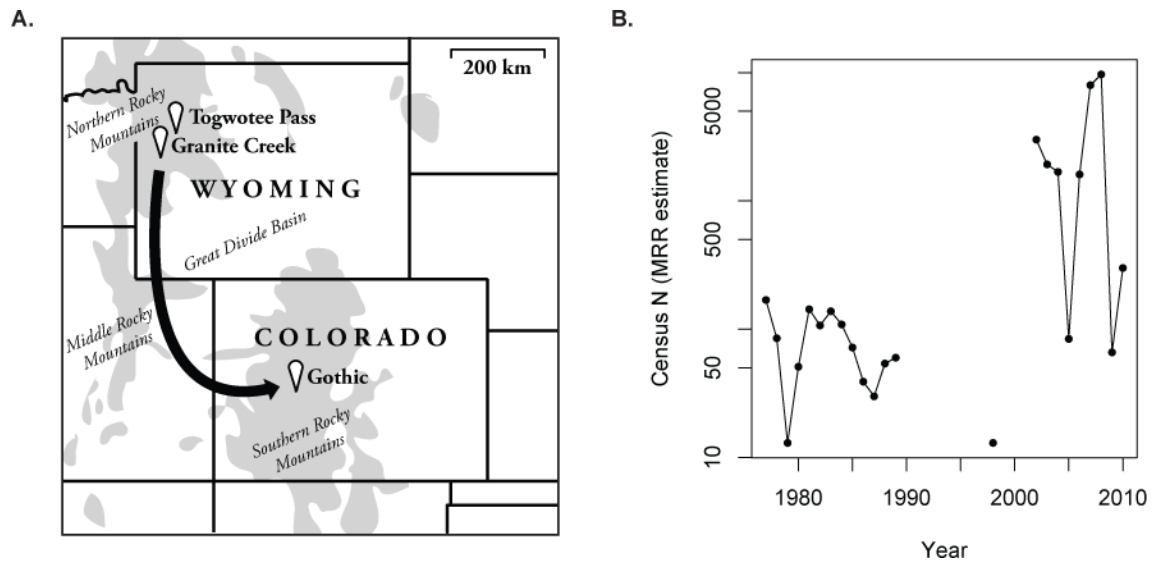 A.
200 km
Northern Rocky
Mountains
Togwotee Pass
Granite Creek
WYOMING
Great Divide Basin
Middle Rocky
Mountains
COLORADO
Gothic
Southern Rocky
Mountains
B.
Census N (MRR estimate)
5000
500
50
10
1980
1990
2000
2010
Year